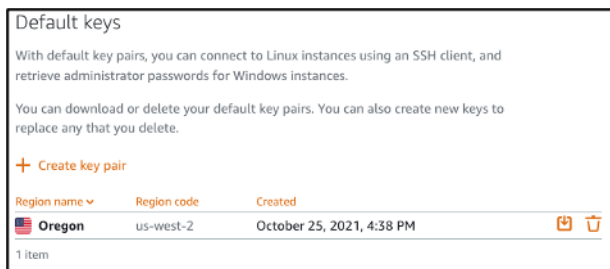 Default keys
With default key pairs, you can connect to Linux instances using an SSH client, and
retrieve administrator passwords for Windows instances.
You can download or delete your default key pairs. You can also create new keys to
replace any that you delete.
+ Create key pair
Region name Region code Created
Oregon us-west-2 October 25, 2021, 4:38 PM
1 item